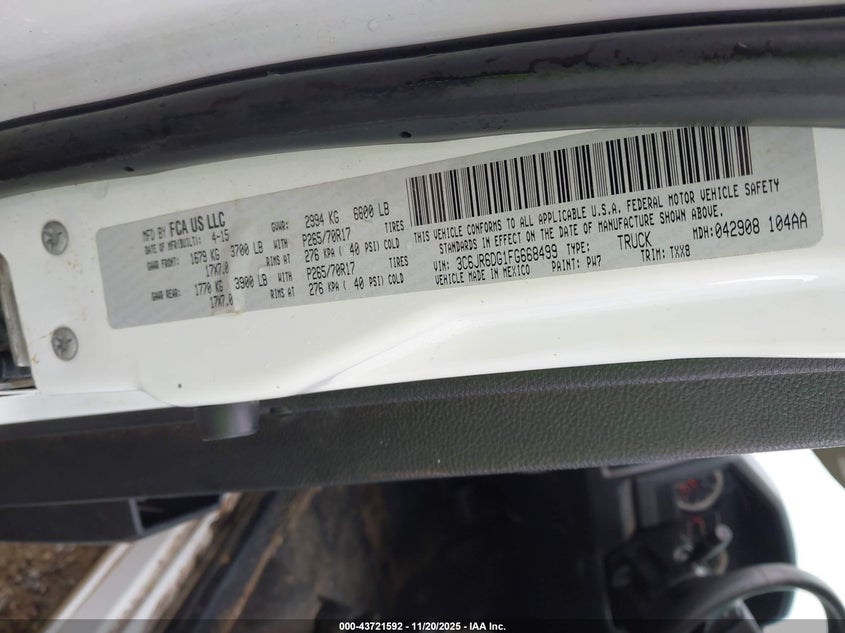 MFD BY FCA US LLC
DATE OF MFR(BUILT): 4-15
GVWR: 2994 KG 6600 LB
GAWR FRONT: 1679 KG 3700 LB WITH P265/70R17 TIRES
17X7.0 RIMS AT 276 KPA ( 40 PSI) COLD
GAWR REAR: 1770 KG 3900 LB WITH P265/70R17 TIRES
17X7.0 RIMS AT 276 KPA ( 40 PSI) COLD
THIS VEHICLE CONFORMS TO ALL APPLICABLE U.S.A. FEDERAL MOTOR VEHICLE SAFETY
STANDARDS IN EFFECT ON THE DATE OF MANUFACTURE SHOWN ABOVE.
VIN: 3C6JR6DG1FG668499 TYPE: TRUCK MDH: 042908 104AA
VEHICLE MADE IN MEXICO PAINT: PW7 TRIM: TXX8
000-43721592 - 11/20/2025 - IAA Inc.